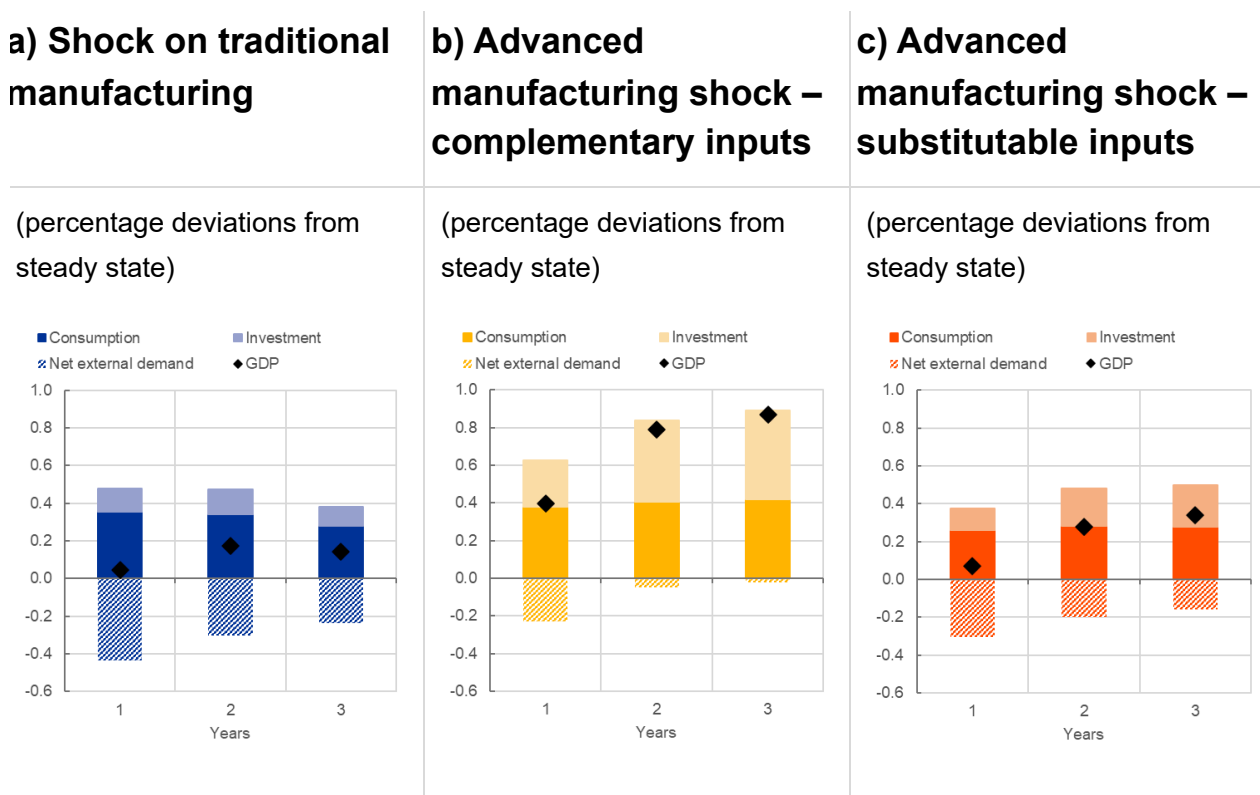 a) Shock on traditional
manufacturing
(percentage deviations from
steady state)
Consumption Investment
Net external demand GDP
1.0
0.8
0.6
0.4
0.2
0.0
-0.2
-0.4
-0.6
1 2 3
Years
b) Advanced
manufacturing shock –
complementary inputs
(percentage deviations from
steady state)
Consumption Investment
Net external demand GDP
1.0
0.8
0.6
0.4
0.2
0.0
-0.2
-0.4
-0.6
1 2 3
Years
c) Advanced
manufacturing shock –
substitutable inputs
(percentage deviations from
steady state)
Consumption Investment
Net external demand GDP
1.0
0.8
0.6
0.4
0.2
0.0
-0.2
-0.4
-0.6
1 2 3
Years